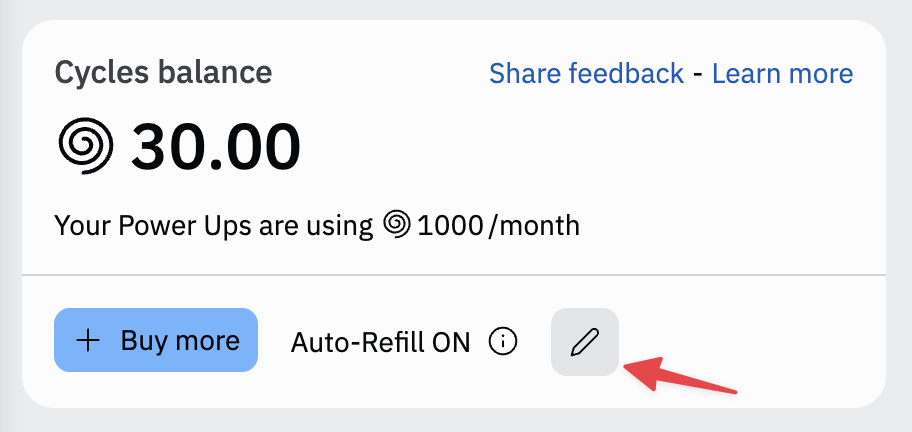 Cycles balance
Share feedback - Learn more
30.00
Your Power Ups are using 1000/month
+ Buy more
Auto-Refill ON